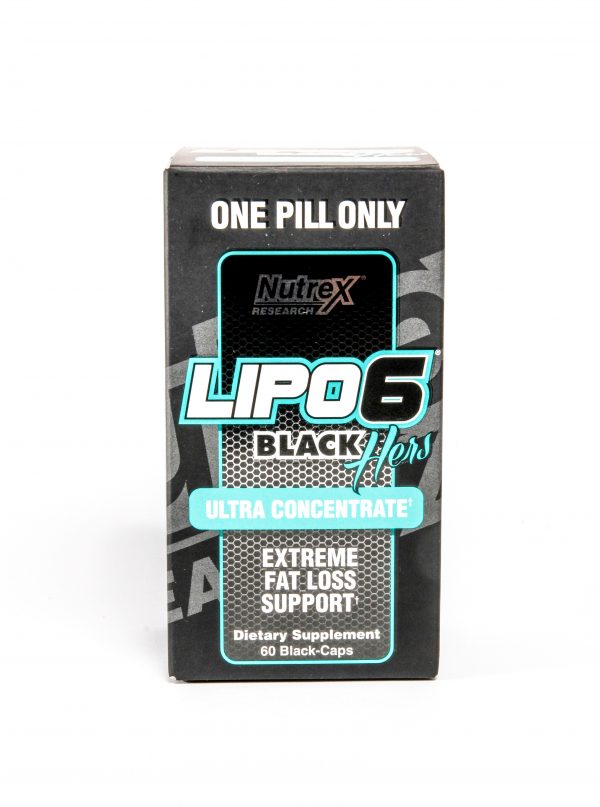 ONE PILL ONLY
Nutrex®
RESEARCH
LIPO6®
BLACK Hers
ULTRA CONCENTRATE†
EXTREME
FAT LOSS
SUPPORT†
Dietary Supplement
60 Black-Caps